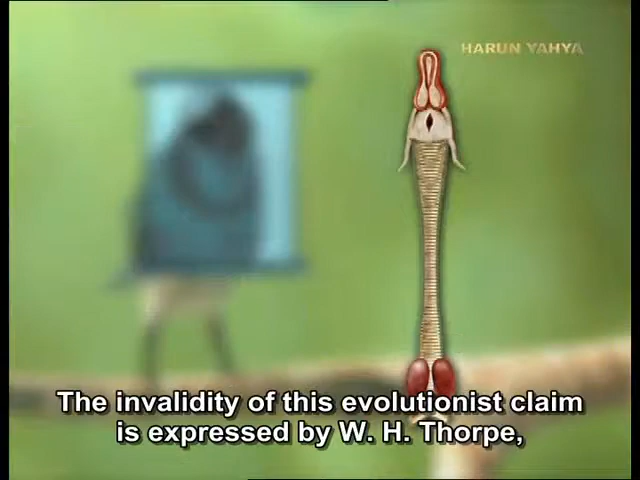 HARUN YAHYA
The invalidity of this evolutionist claim
is expressed by W. H. Thorpe,